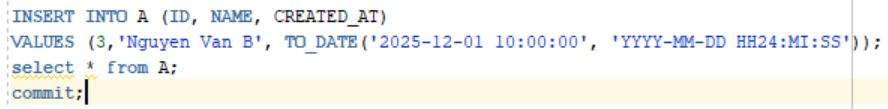 INSERT INTO A (ID, NAME, CREATED_AT)
VALUES (3,'Nguyen Van B', TO_DATE('2025-12-01 10:00:00', 'YYYY-MM-DD HH24:MI:SS'));
select * from A;
commit;